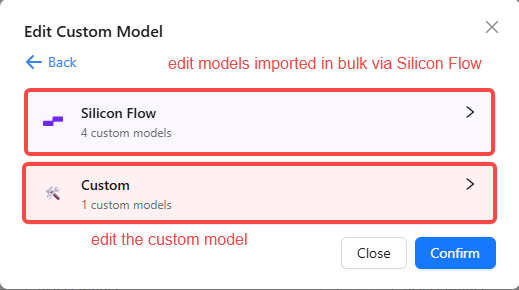 Edit Custom Model
Back
edit models imported in bulk via Silicon Flow
Silicon Flow
4 custom models
Custom
1 custom models
edit the custom model
Close
Confirm